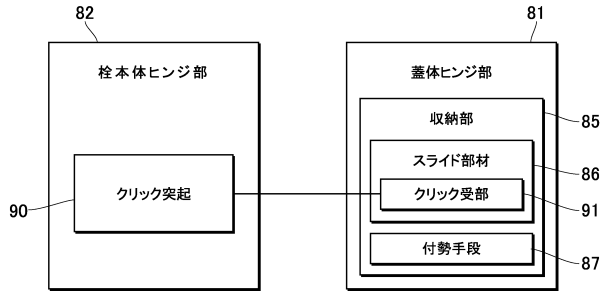 82
栓本体ヒンジ部
クリック突起
90
81
蓋体ヒンジ部
収納部
85
スライド部材
86
クリック受部
91
付勢手段
87